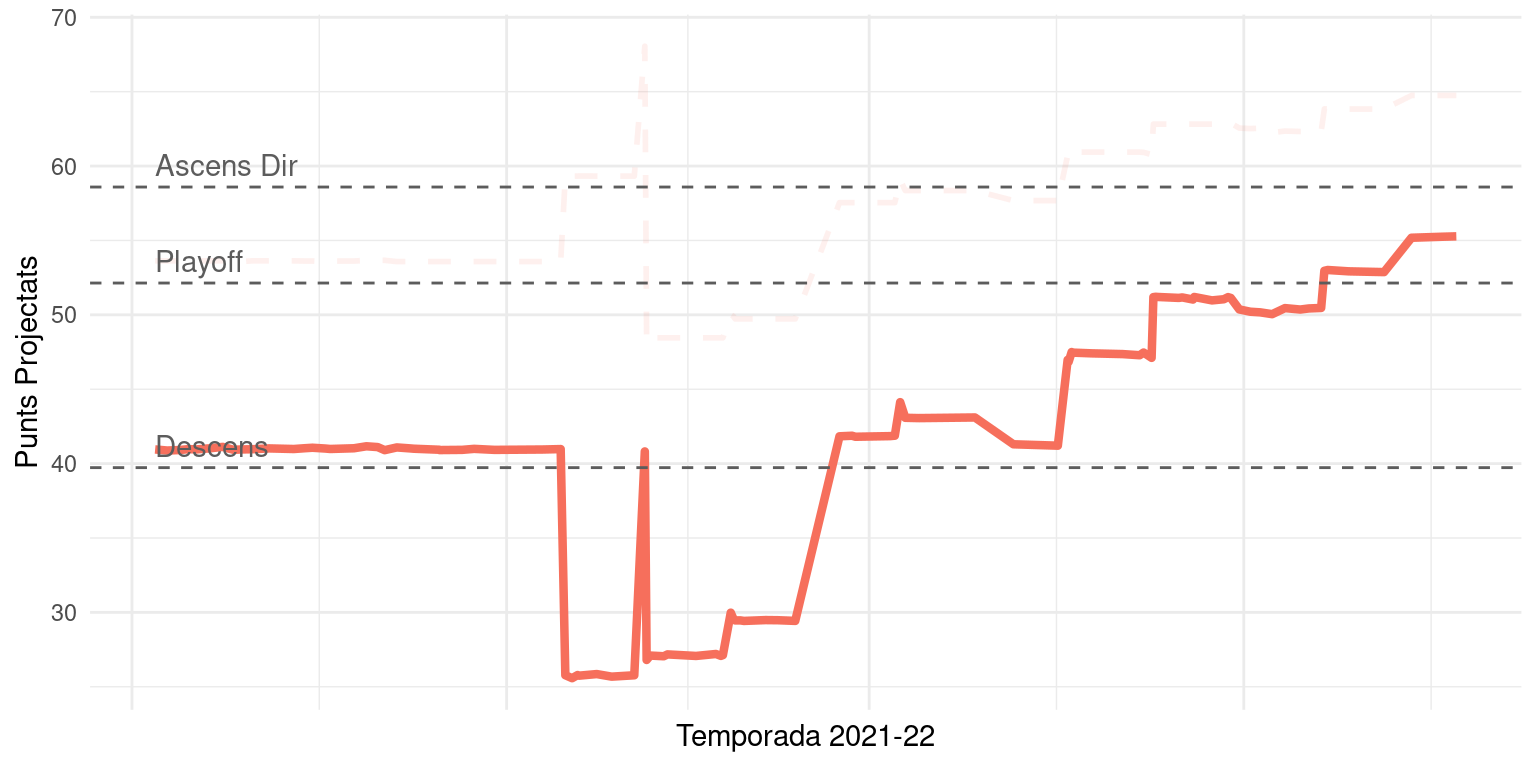 70
60
50
40
30
Ascens Dir
Playoff
Descens
Punts Projectats
Temporada 2021-22